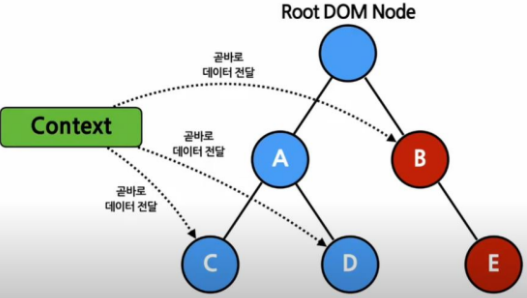 Root DOM Node
곧바로
데이터 전달
Context
곧바로
데이터 전달
A
B
곧바로
데이터 전달
C
D
E